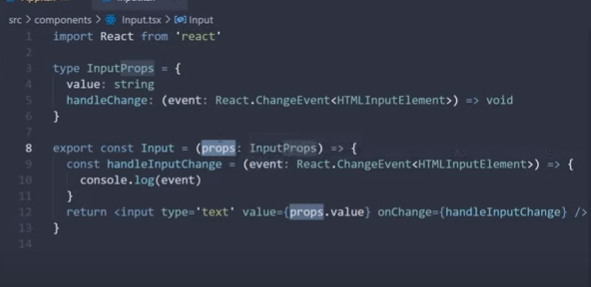 src > components > Input.tsx > Input
1 import React from 'react'
2
3 type InputProps = {
4 value: string
5 handleChange: (event: React.ChangeEvent<HTMLInputElement>) => void
6 }
7
8 export const Input = (props: InputProps) => {
9 const handleInputChange = (event: React.ChangeEvent<HTMLInputElement>) => {
10 console.log(event)
11 }
12 return <input type='text' value={props.value} onChange={handleInputChange} />
13 }
14